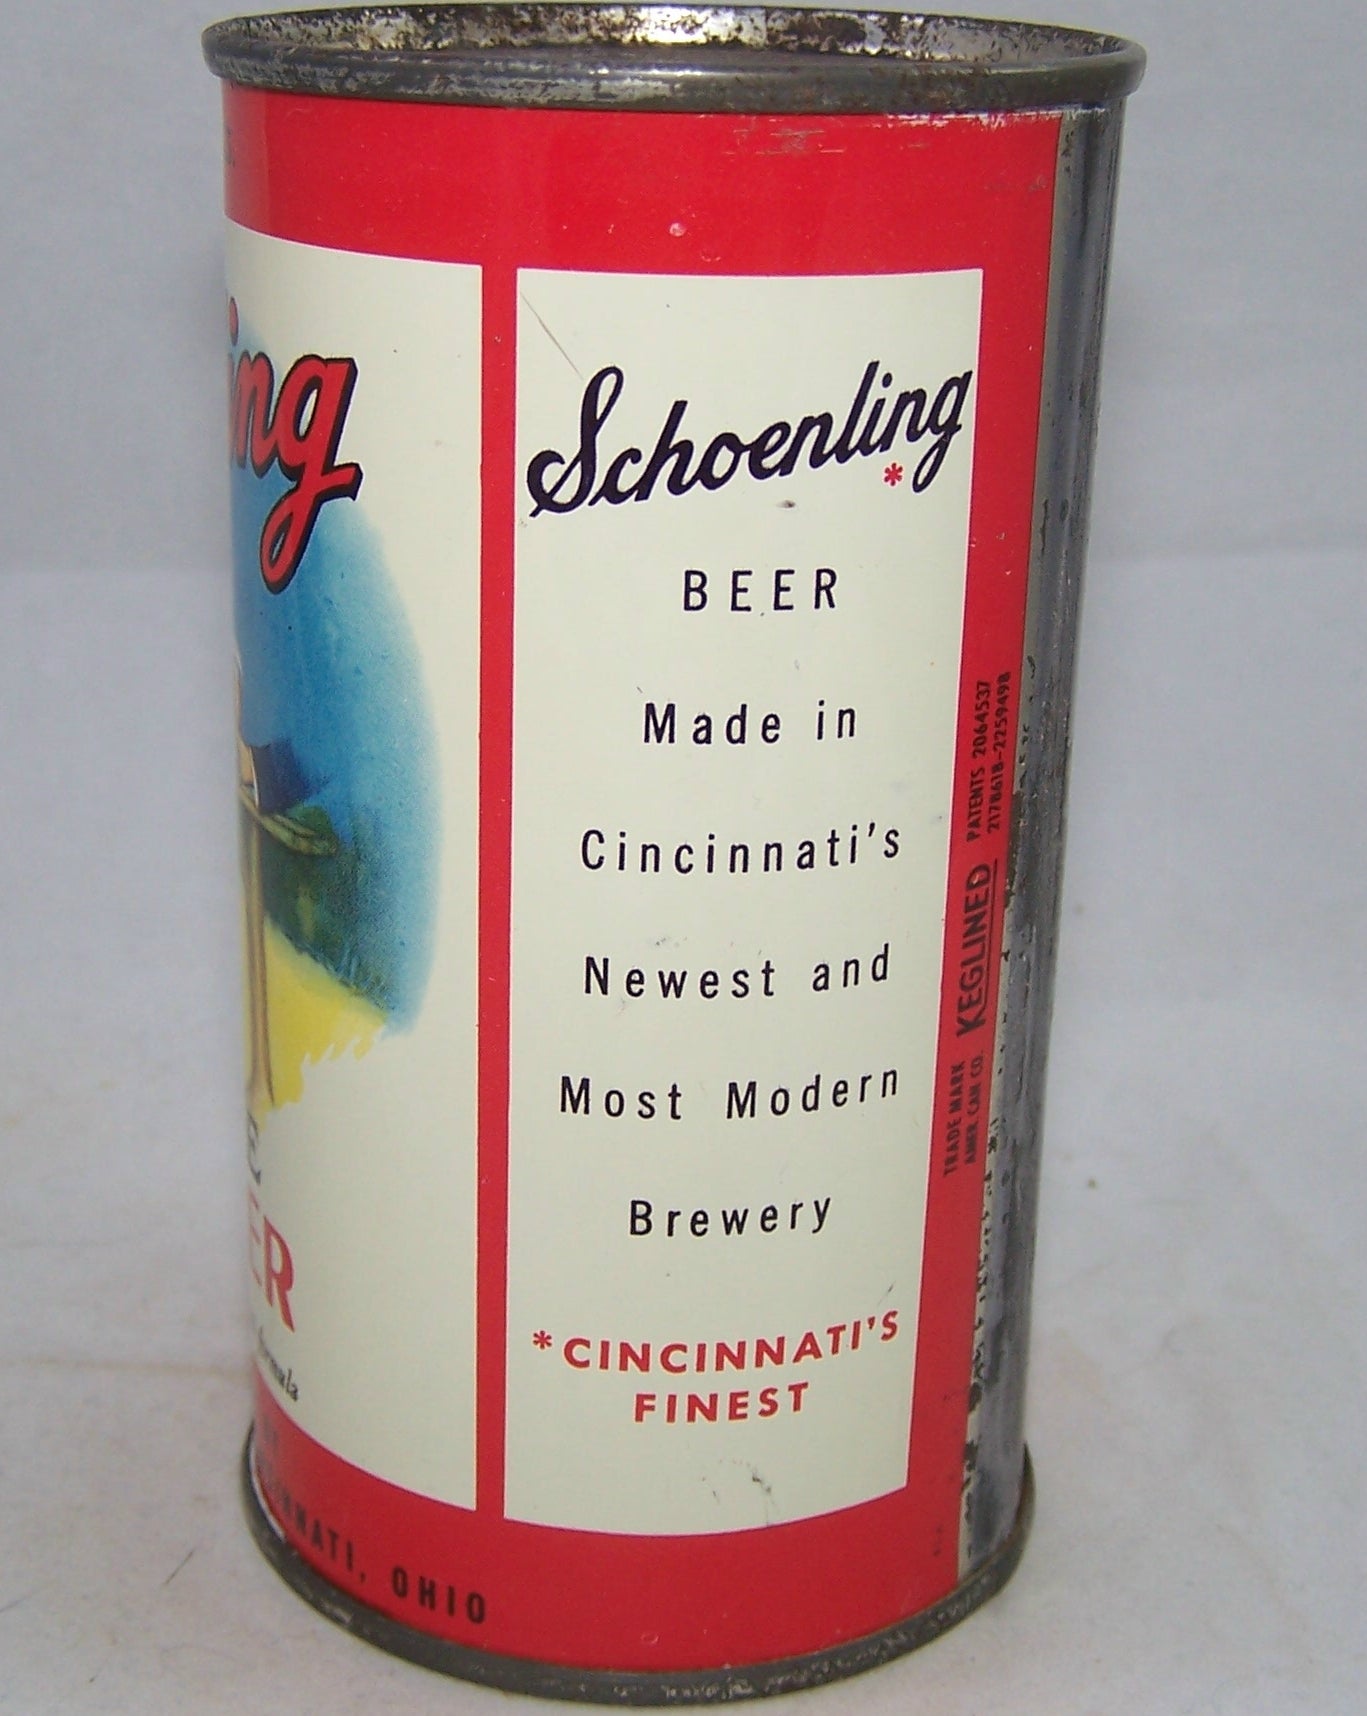 ing
ER
CINNATI, OHIO
Schoenling
*
BEER
Made in
Cincinnati's
Newest and
Most Modern
Brewery
*CINCINNATI'S
FINEST
TRADE MARK
AMER. CAN CO.
KEGLINED
PATENTS 2064537
2178618-2259498